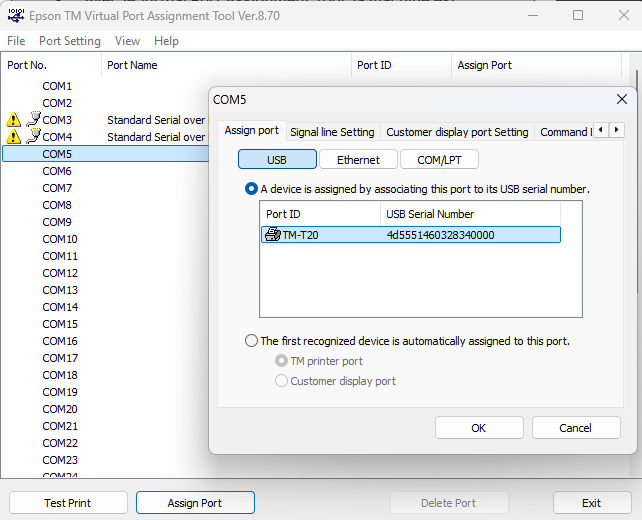 Epson TM Virtual Port Assignment Tool Ver.8.70
File Port Setting View Help
Port No. Port Name Port ID Assign Port
COM1
COM2
COM3 Standard Serial over
COM4 Standard Serial over
COM5
COM6
COM7
COM8
COM9
COM10
COM11
COM12
COM13
COM14
COM15
COM16
COM17
COM18
COM19
COM20
COM21
COM22
COM23
COM24
COM5
Assign port Signal line Setting Customer display port Setting Command
USB Ethernet COM/LPT
A device is assigned by associating this port to its USB serial number.
Port ID USB Serial Number
TM-T20 4d5551460328340000
The first recognized device is automatically assigned to this port.
TM printer port
Customer display port
OK Cancel
Test Print Assign Port Delete Port Exit